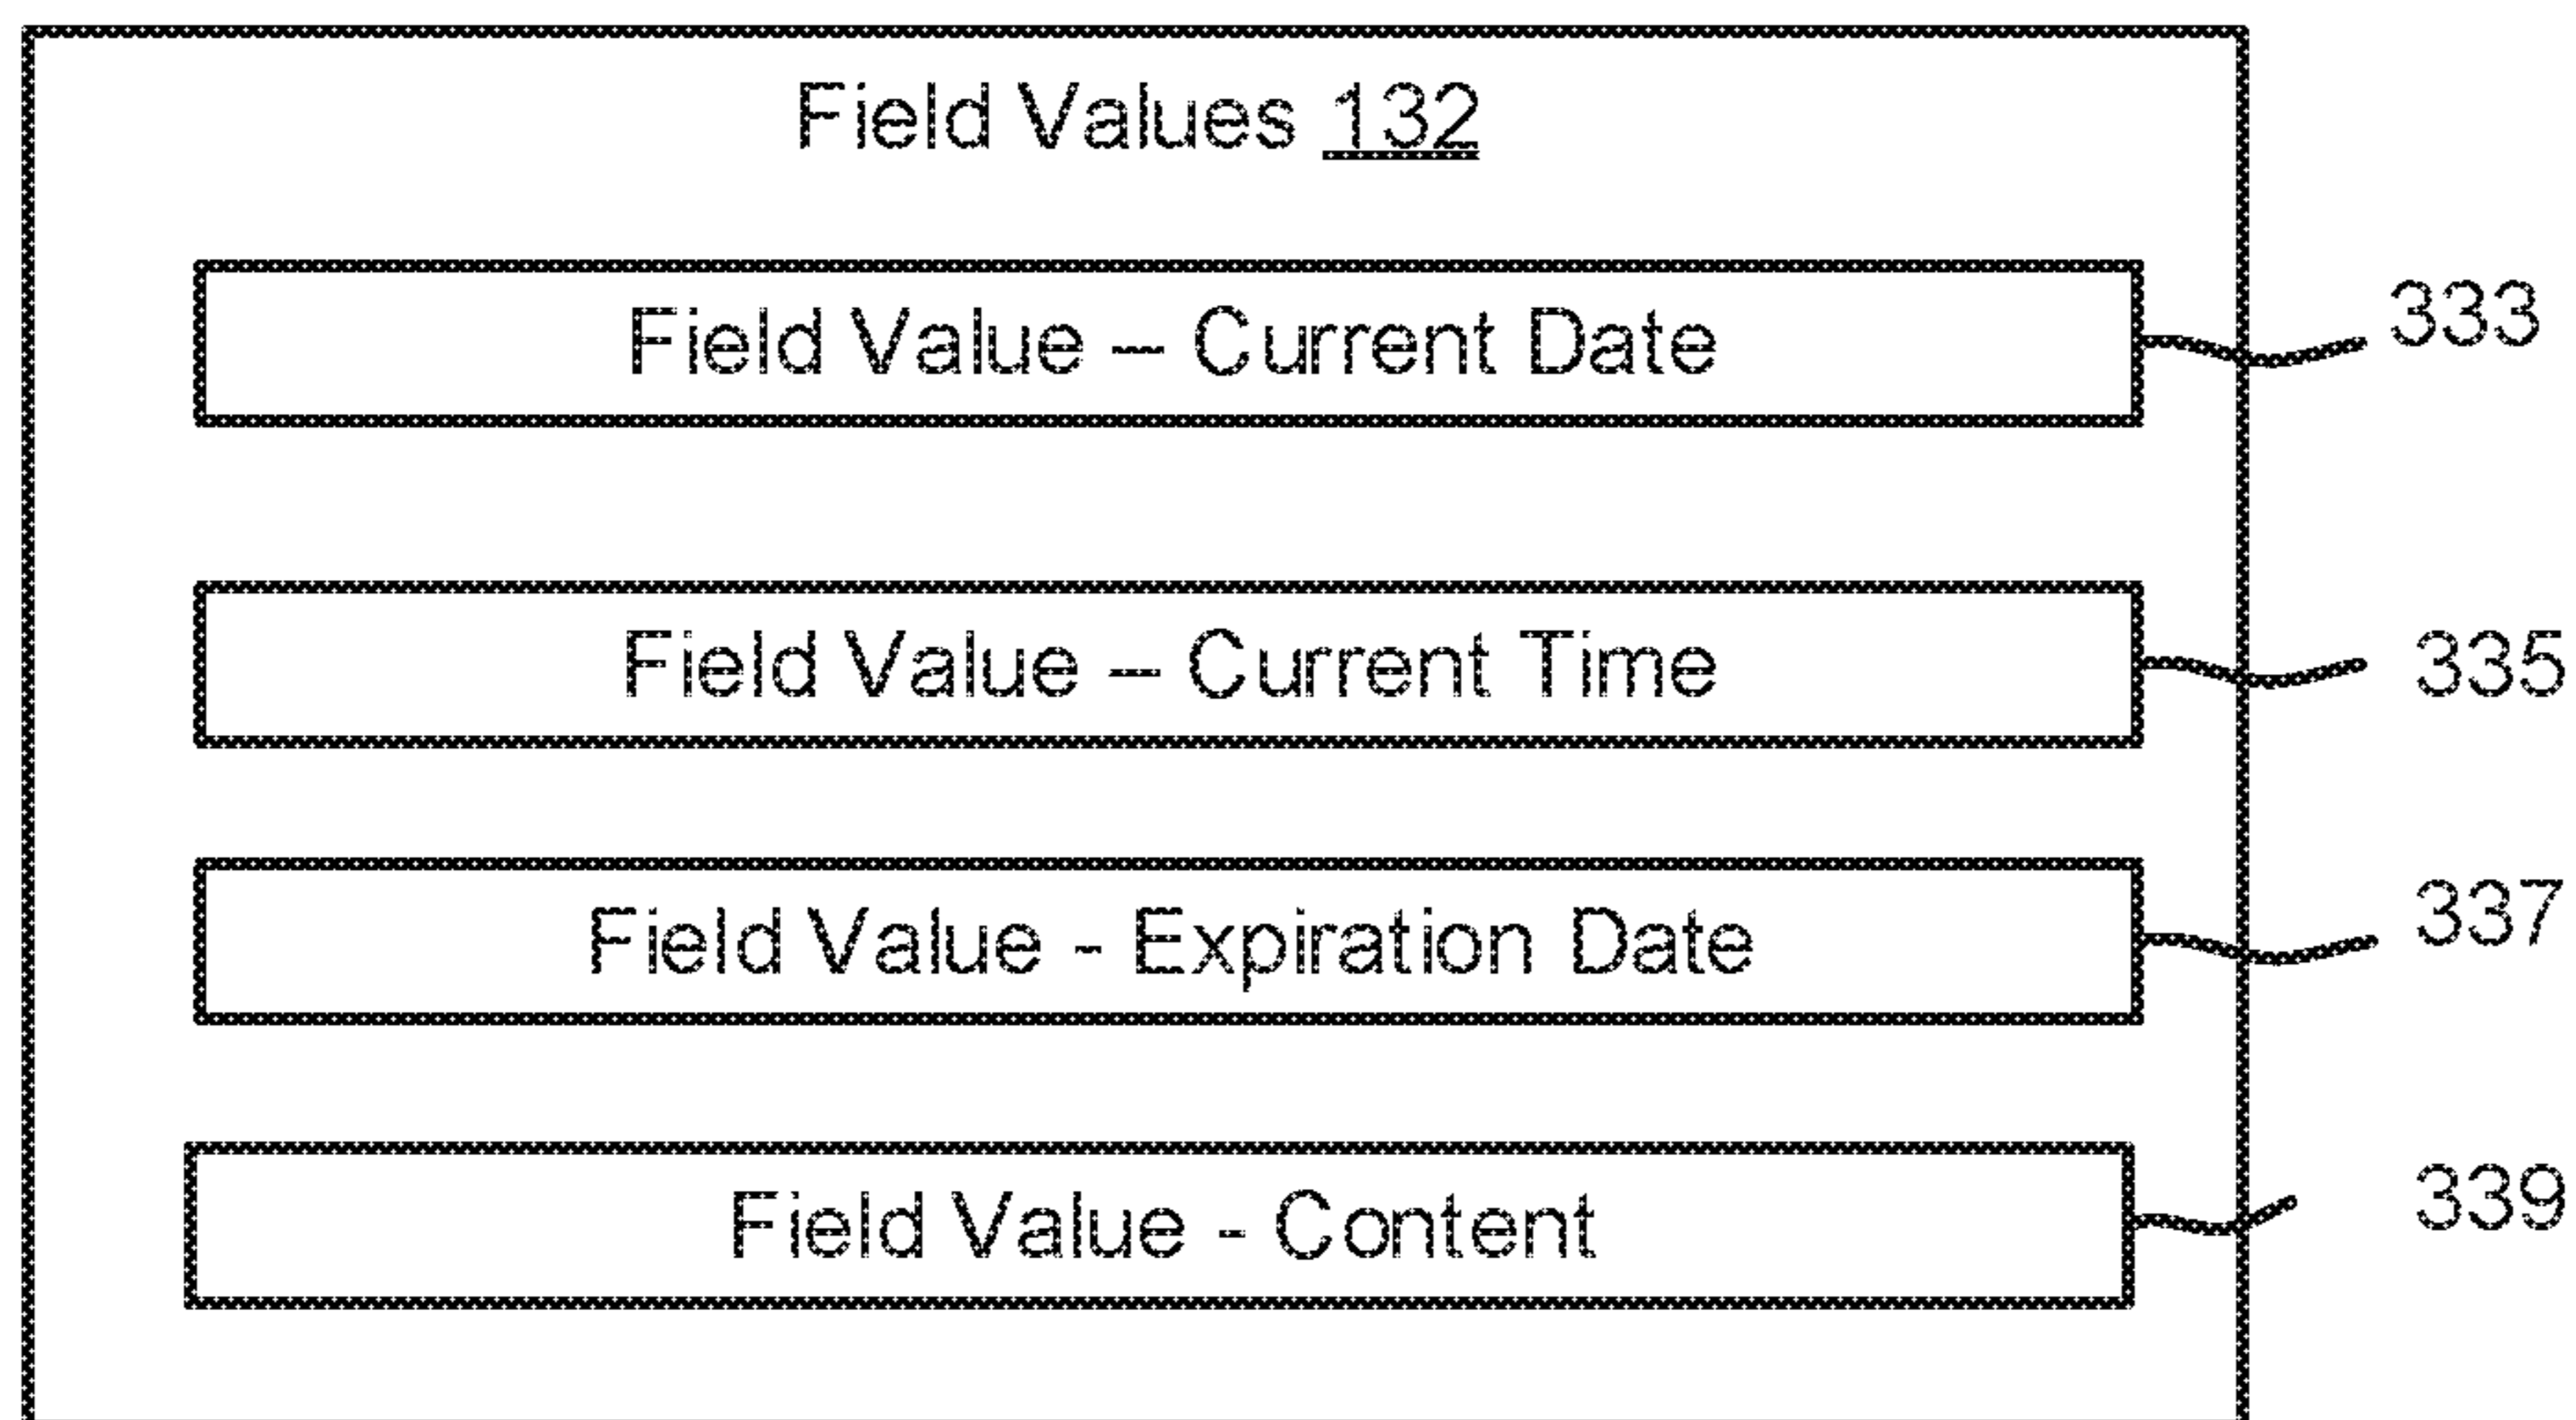 Field Values 132
Field Value – Current Date 333
Field Value – Current Time 335
Field Value - Expiration Date 337
Field Value - Content 339